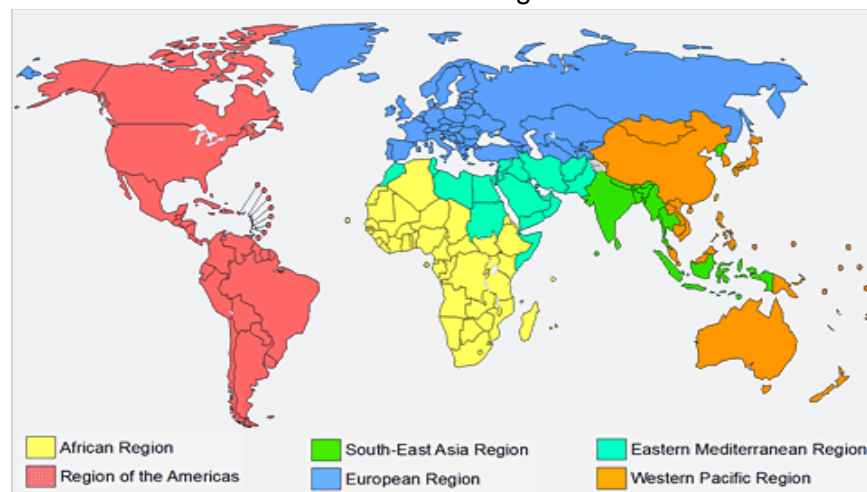 African Region
South-East Asia Region
Eastern Mediterranean Region
Region of the Americas
European Region
Western Pacific Region